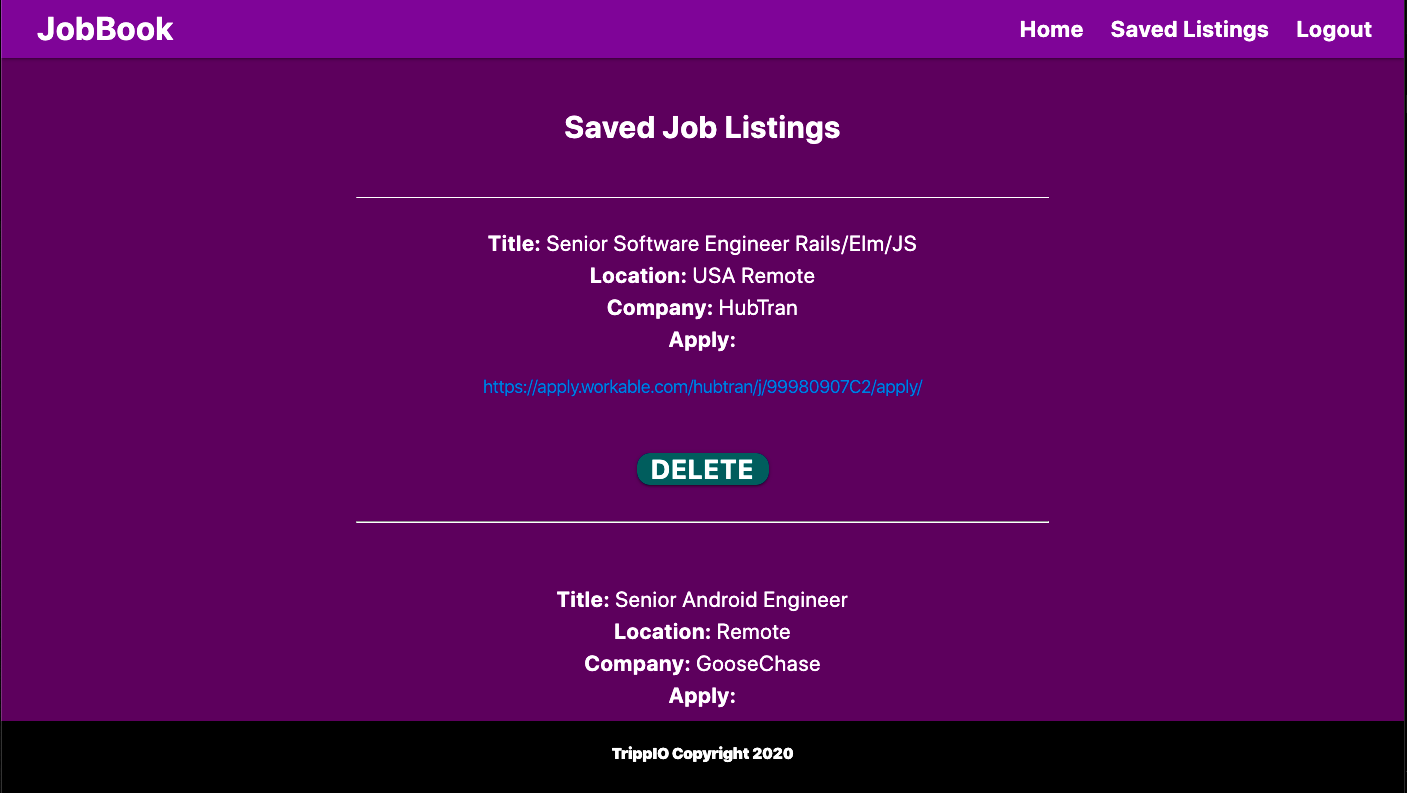 JobBook
Home Saved Listings Logout
Saved Job Listings
Title: Senior Software Engineer Rails/Elm/JS
Location: USA Remote
Company: HubTran
Apply:
https://apply.workable.com/hubtran/j/99980907C2/apply/
DELETE
Title: Senior Android Engineer
Location: Remote
Company: GooseChase
Apply:
TrippIO Copyright 2020